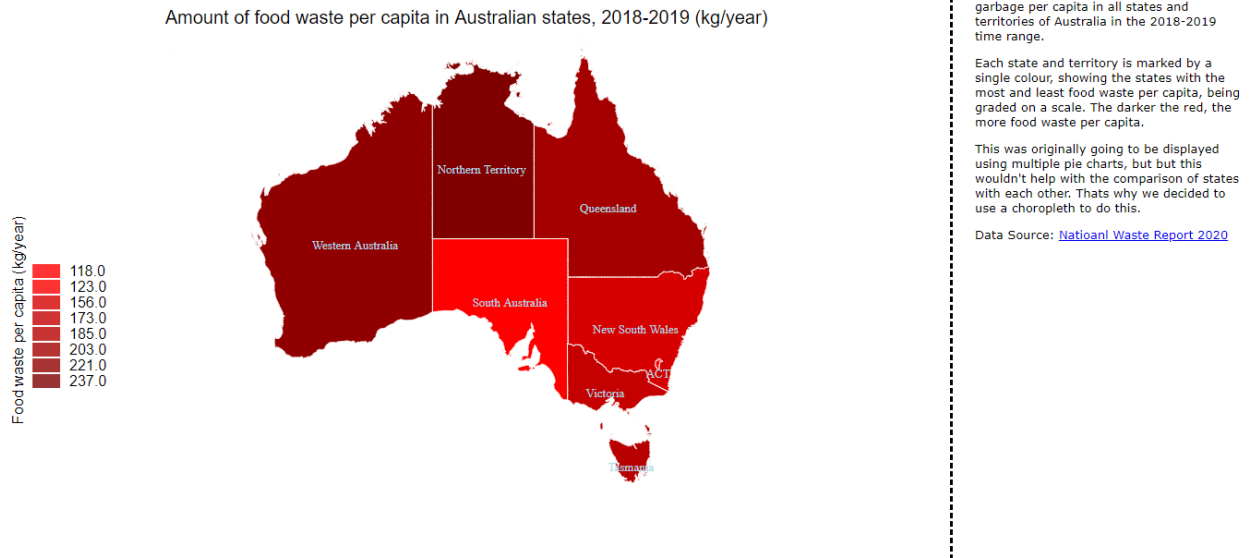 Amount of food waste per capita in Australian states, 2018-2019 (kg/year)
Northern Territory
Queensland
Western Australia
South Australia
New South Wales
ACT
Victoria
Tasmania
Food waste per capita (kg/year)
118.0
123.0
156.0
173.0
185.0
203.0
221.0
237.0
garbage per capita in all states and
territories of Australia in the 2018-2019
time range.
Each state and territory is marked by a
single colour, showing the states with the
most and least food waste per capita, being
graded on a scale. The darker the red, the
more food waste per capita.
This was originally going to be displayed
using multiple pie charts, but but this
wouldn't help with the comparison of states
with each other. Thats why we decided to
use a choropleth to do this.
Data Source: Natioanl Waste Report 2020